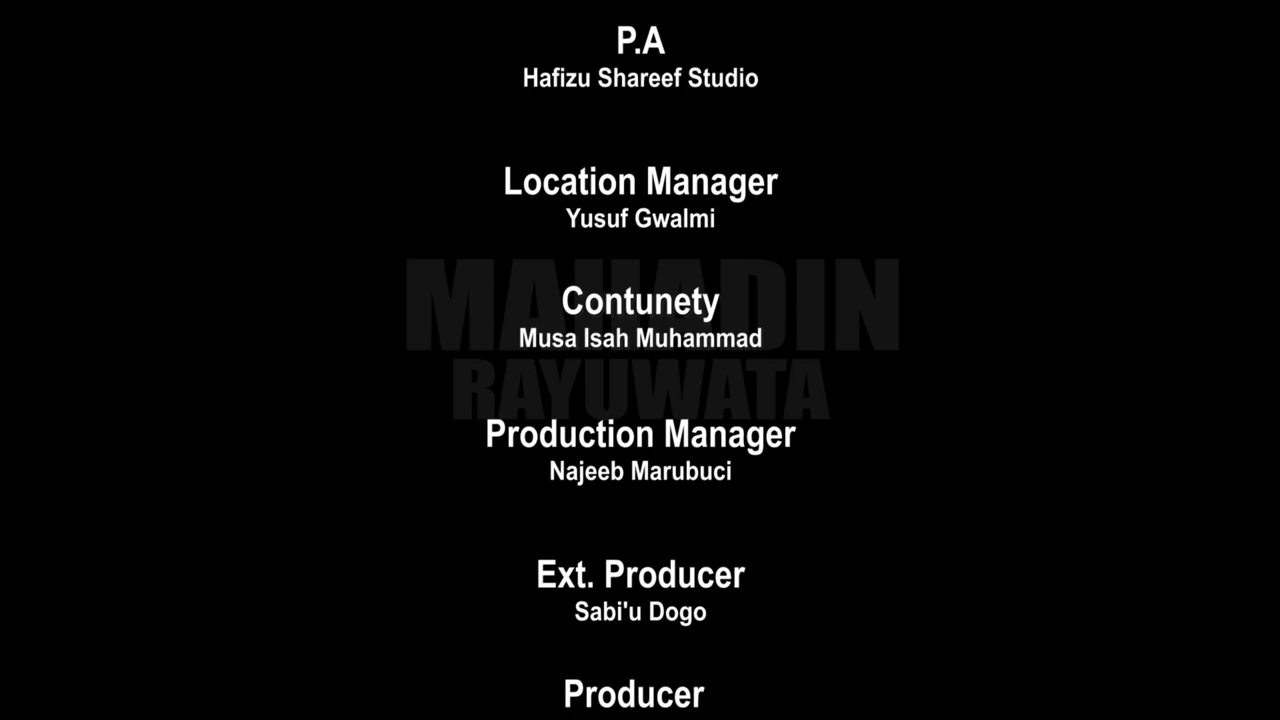 P.A
Hafizu Shareef Studio
Location Manager
Yusuf Gwalmi
MAHADIN
Contunety
Musa Isah Muhammad
RAYUWATA
Production Manager
Najeeb Marubuci
Ext. Producer
Sabi'u Dogo
Producer